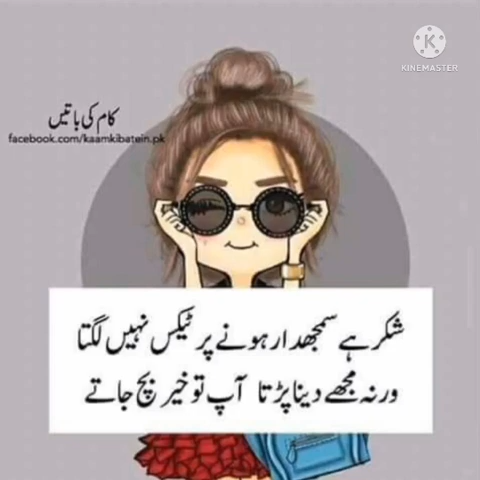 KINEMASTER
کام کی باتیں
facebook.com/kaamkibatein.pk
شکر ہے سمجھدار ہونے پر ٹیکس نہیں لگتا
ورنہ مجھے دینا پڑتا آپ تو خیر بچ جاتے